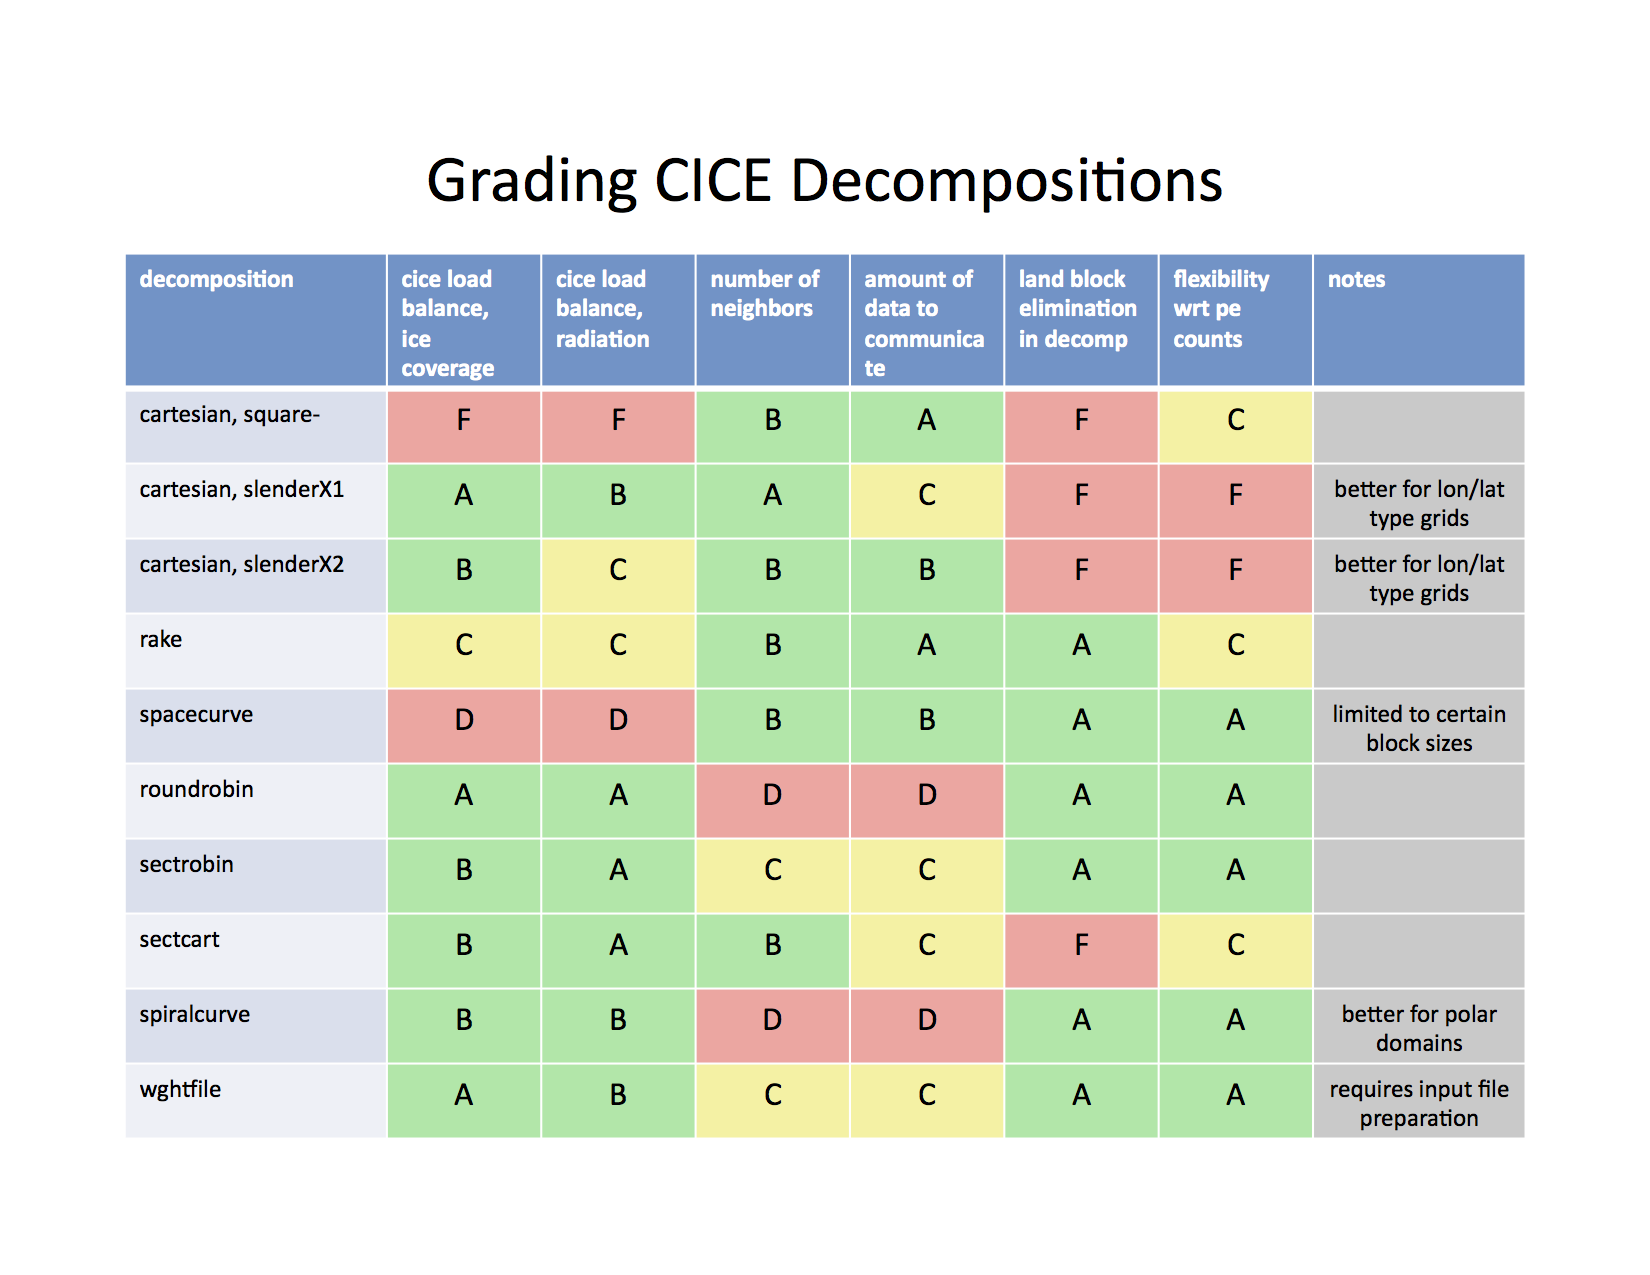 Grading CICE Decompositions
decomposition
cice load
balance,
ice
coverage
cice load
balance,
radiation
number of
neighbors
amount of
data to
communica
te
land block
elimination
in decomp
flexibility
wrt pe
counts
notes
cartesian, square-
F
F
B
A
F
C
cartesian, slenderX1
A
B
A
C
F
F
better for lon/lat
type grids
cartesian, slenderX2
B
C
B
B
F
F
better for lon/lat
type grids
rake
C
C
B
A
A
C
spacecurve
D
D
B
B
A
A
limited to certain
block sizes
roundrobin
A
A
D
D
A
A
sectrobin
B
A
C
C
A
A
sectcart
B
A
B
C
F
C
spiralcurve
B
B
D
D
A
A
better for polar
domains
wghtfile
A
B
C
C
A
A
requires input file
preparation